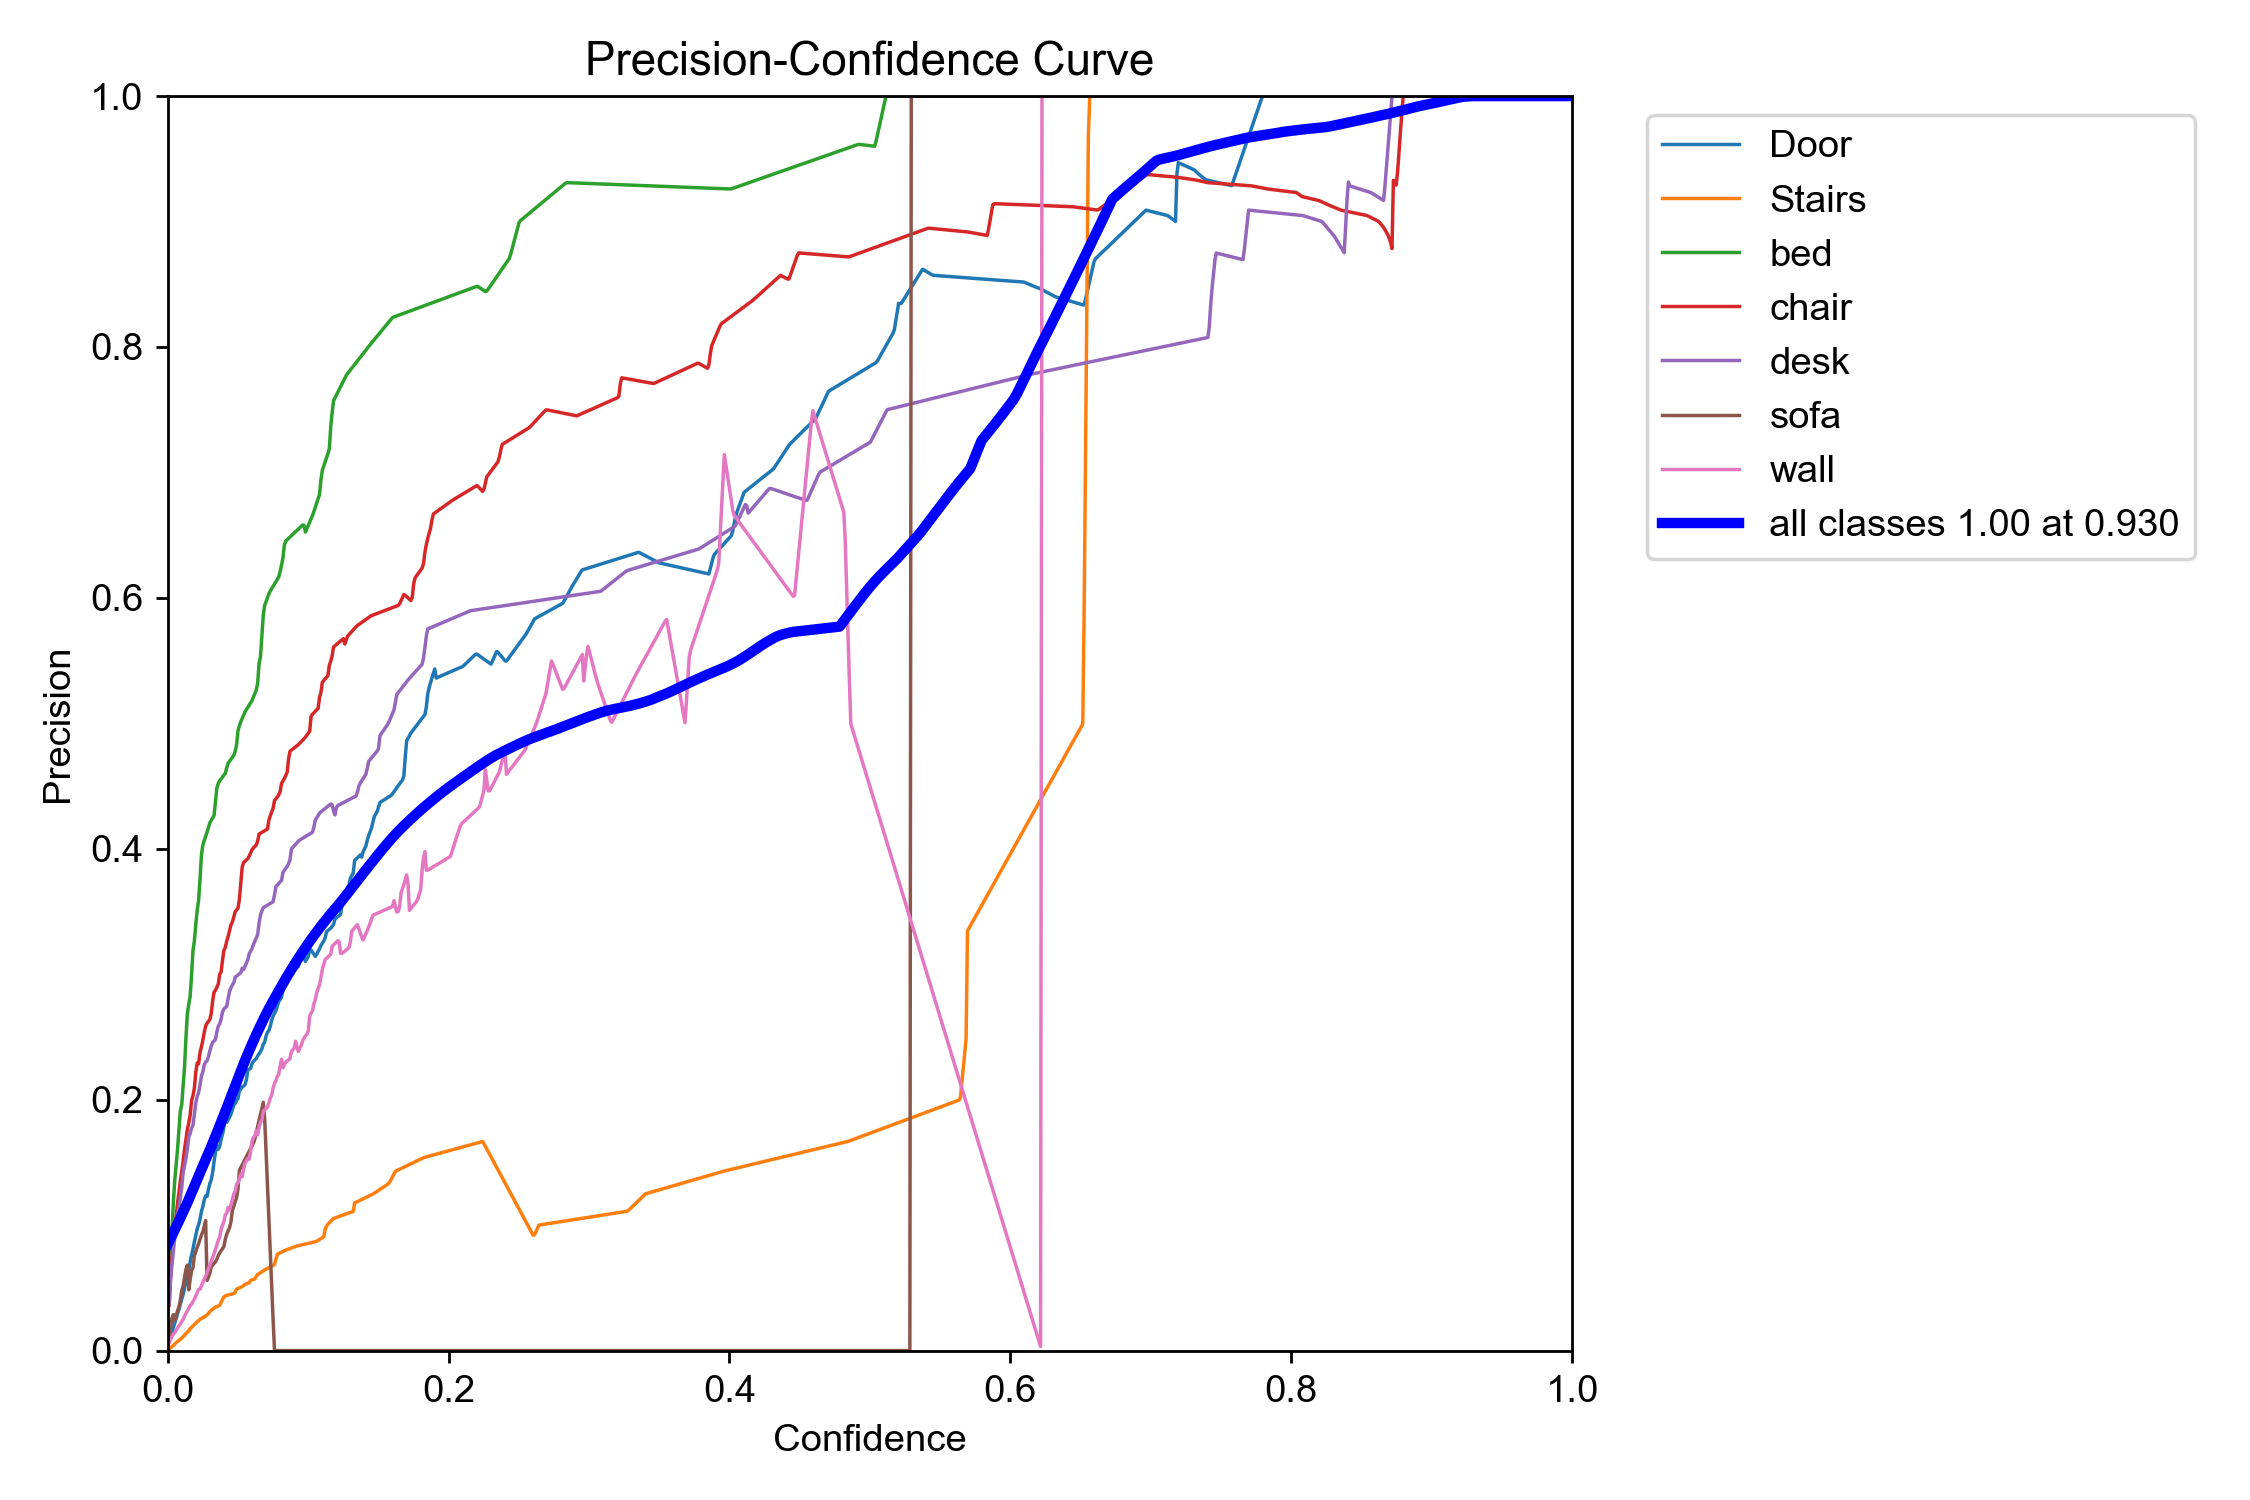 Precision-Confidence Curve
1.0
0.8
0.6
0.4
0.2
0.0
Precision
0.0 0.2 0.4 0.6 0.8 1.0
Confidence
Door
Stairs
bed
chair
desk
sofa
wall
all classes 1.00 at 0.930